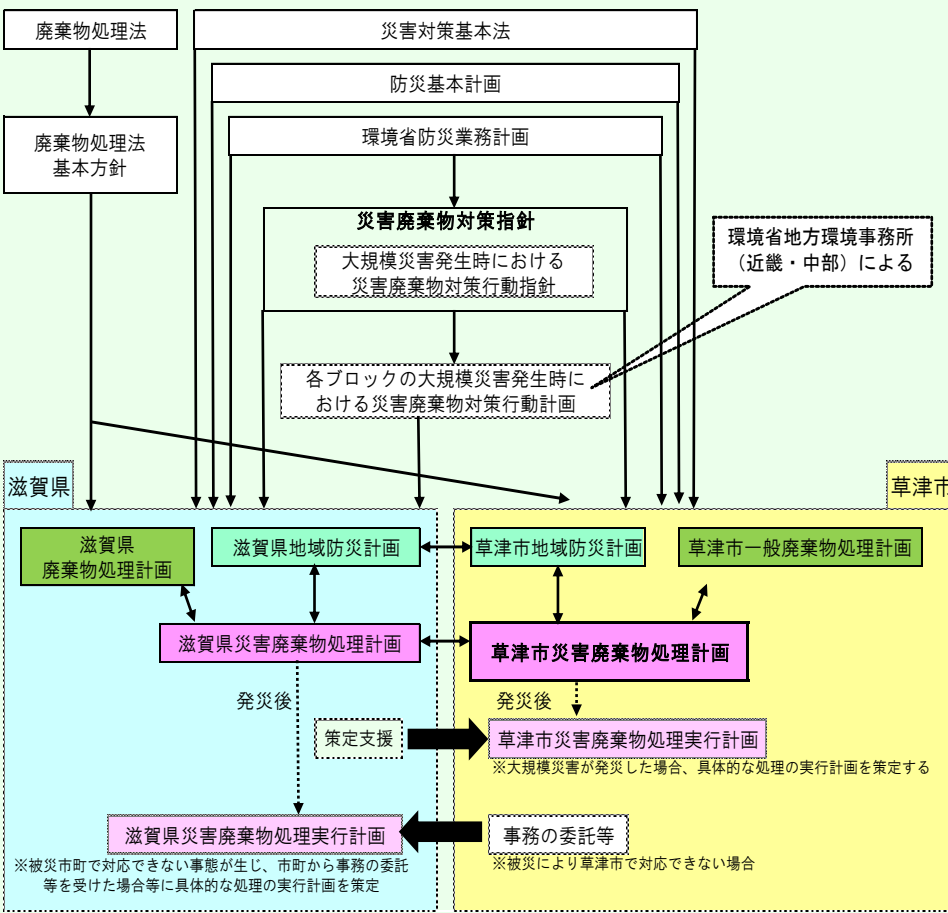 廃棄物処理法
災害対策基本法
防災基本計画
環境省防災業務計画
廃棄物処理法
基本方針
災害廃棄物対策指針
大規模災害発生時における
災害廃棄物対策行動指針
環境省地方環境事務所
（近畿・中部）による
各ブロックの大規模災害発生時に
おける災害廃棄物対策行動計画
滋賀県
草津市
滋賀県
廃棄物処理計画
滋賀県地域防災計画
草津市地域防災計画
草津市一般廃棄物処理計画
滋賀県災害廃棄物処理計画
草津市災害廃棄物処理計画
発災後
発災後
策定支援
草津市災害廃棄物処理実行計画
※大規模災害が発災した場合、具体的な処理の実行計画を策定する
滋賀県災害廃棄物処理実行計画
事務の委託等
※被災市町で対応できない事態が生じ、市町から事務の委託
等を受けた場合等に具体的な処理の実行計画を策定
※被災により草津市で対応できない場合